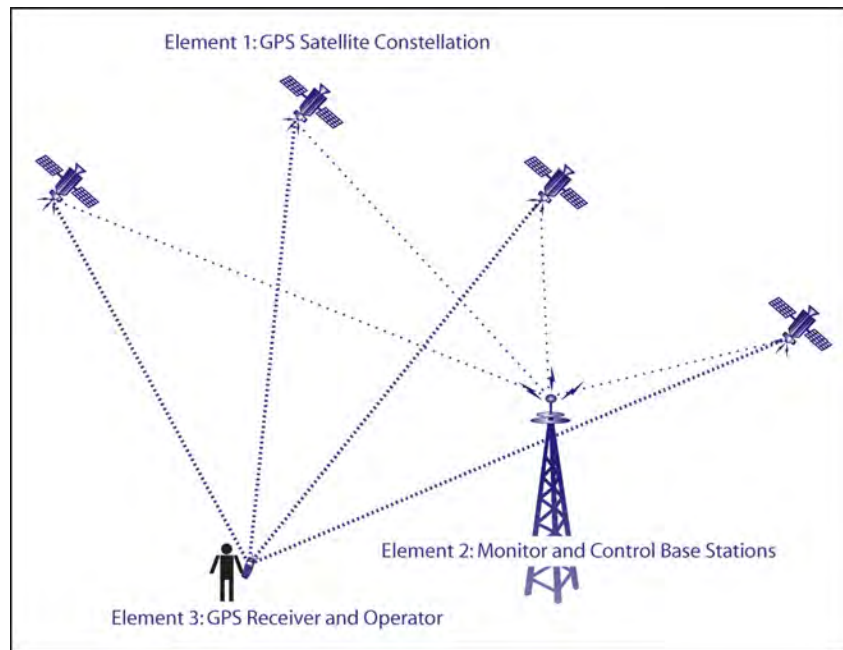 Element 1: GPS Satellite Constellation
Element 2: Monitor and Control Base Stations
Element 3: GPS Receiver and Operator